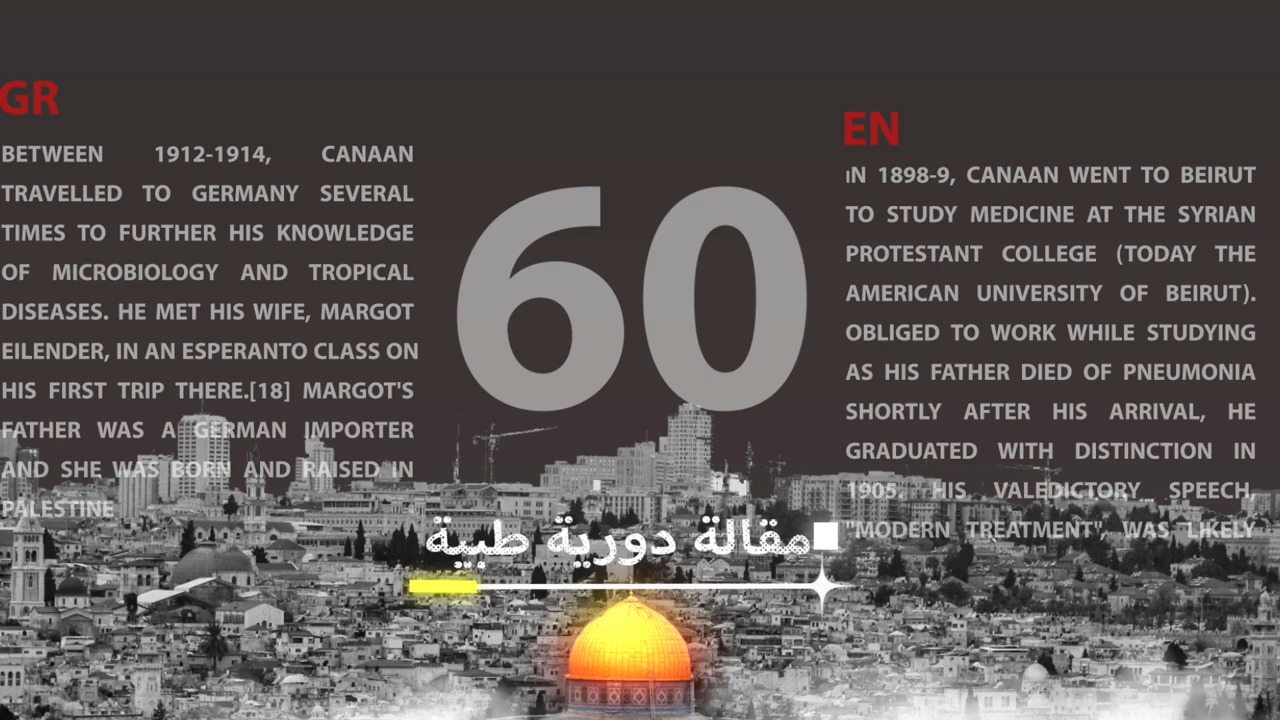 GR
BETWEEN 1912-1914, CANAAN
TRAVELLED TO GERMANY SEVERAL
TIMES TO FURTHER HIS KNOWLEDGE
OF MICROBIOLOGY AND TROPICAL
DISEASES. HE MET HIS WIFE, MARGOT
EILENDER, IN AN ESPERANTO CLASS ON
HIS FIRST TRIP THERE.[18] MARGOT'S
FATHER WAS A GERMAN IMPORTER
AND SHE WAS BORN AND RAISED IN
PALESTINE
60
مقالة دورية طبية
EN
IN 1898-9, CANAAN WENT TO BEIRUT
TO STUDY MEDICINE AT THE SYRIAN
PROTESTANT COLLEGE (TODAY THE
AMERICAN UNIVERSITY OF BEIRUT).
OBLIGED TO WORK WHILE STUDYING
AS HIS FATHER DIED OF PNEUMONIA
SHORTLY AFTER HIS ARRIVAL, HE
GRADUATED WITH DISTINCTION IN
1905. HIS VALEDICTORY SPEECH,
"MODERN TREATMENT", WAS LIKELY